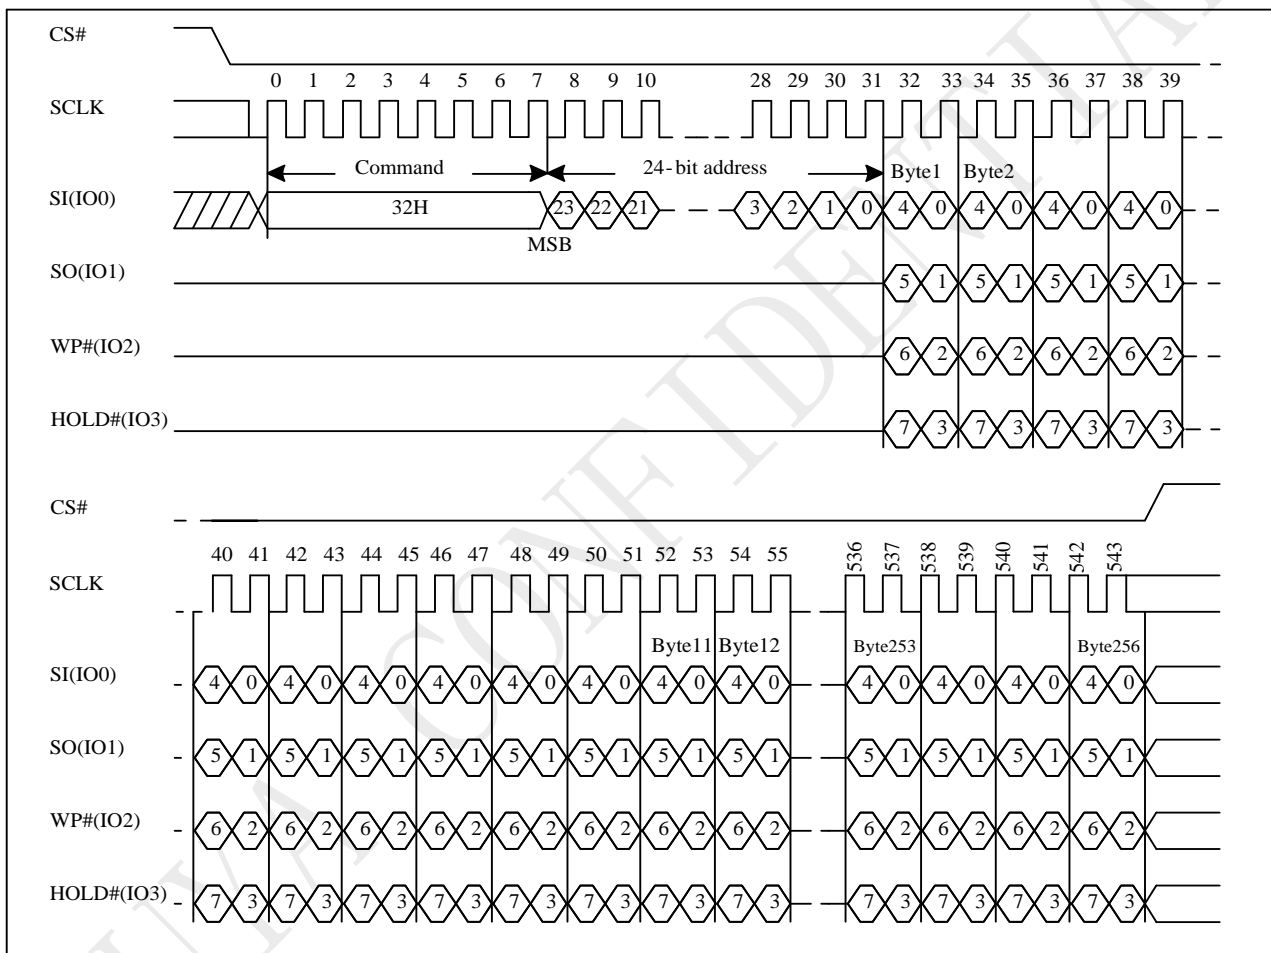 CS#
0 1 2 3 4 5 6 7 8 9 10 28 29 30 31 32 33 34 35 36 37 38 39
SCLK
Command 24-bit address Byte1 Byte2
SI(IO0) 32H 23 22 21 3 2 1 0 4 0 4 0 4 0 4 0
MSB
SO(IO1) 5 1 5 1 5 1 5 1
WP#(IO2) 6 2 6 2 6 2 6 2
HOLD#(IO3) 7 3 7 3 7 3 7 3
CS#
40 41 42 43 44 45 46 47 48 49 50 51 52 53 54 55 536 537 538 539 540 541 542 543
SCLK
Byte11 Byte12 Byte253 Byte256
SI(IO0) 4 0 4 0 4 0 4 0 4 0 4 0 4 0 4 0 4 0 4 0 4 0 4 0
SO(IO1) 5 1 5 1 5 1 5 1 5 1 5 1 5 1 5 1 5 1 5 1 5 1 5 1
WP#(IO2) 6 2 6 2 6 2 6 2 6 2 6 2 6 2 6 2 6 2 6 2 6 2 6 2
HOLD#(IO3) 7 3 7 3 7 3 7 3 7 3 7 3 7 3 7 3 7 3 7 3 7 3 7 3
UYA CONFIDENTIAL